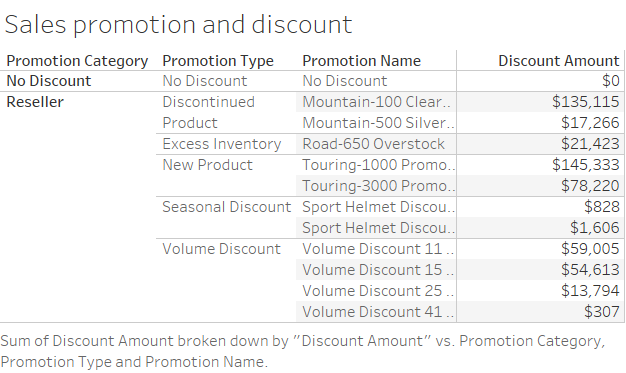 Sales promotion and discount
Promotion Category Promotion Type Promotion Name Discount Amount
No Discount No Discount No Discount $0
Reseller Discontinued Mountain-100 Clear.. $135,115
Product Mountain-500 Silver.. $17,266
Excess Inventory Road-650 Overstock $21,423
New Product Touring-1000 Promo.. $145,333
Touring-3000 Promo.. $78,220
Seasonal Discount Sport Helmet Discou.. $828
Sport Helmet Discou.. $1,606
Volume Discount Volume Discount 11 .. $59,005
Volume Discount 15 .. $54,613
Volume Discount 25 .. $13,794
Volume Discount 41 .. $307
Sum of Discount Amount broken down by "Discount Amount" vs. Promotion Category,
Promotion Type and Promotion Name.